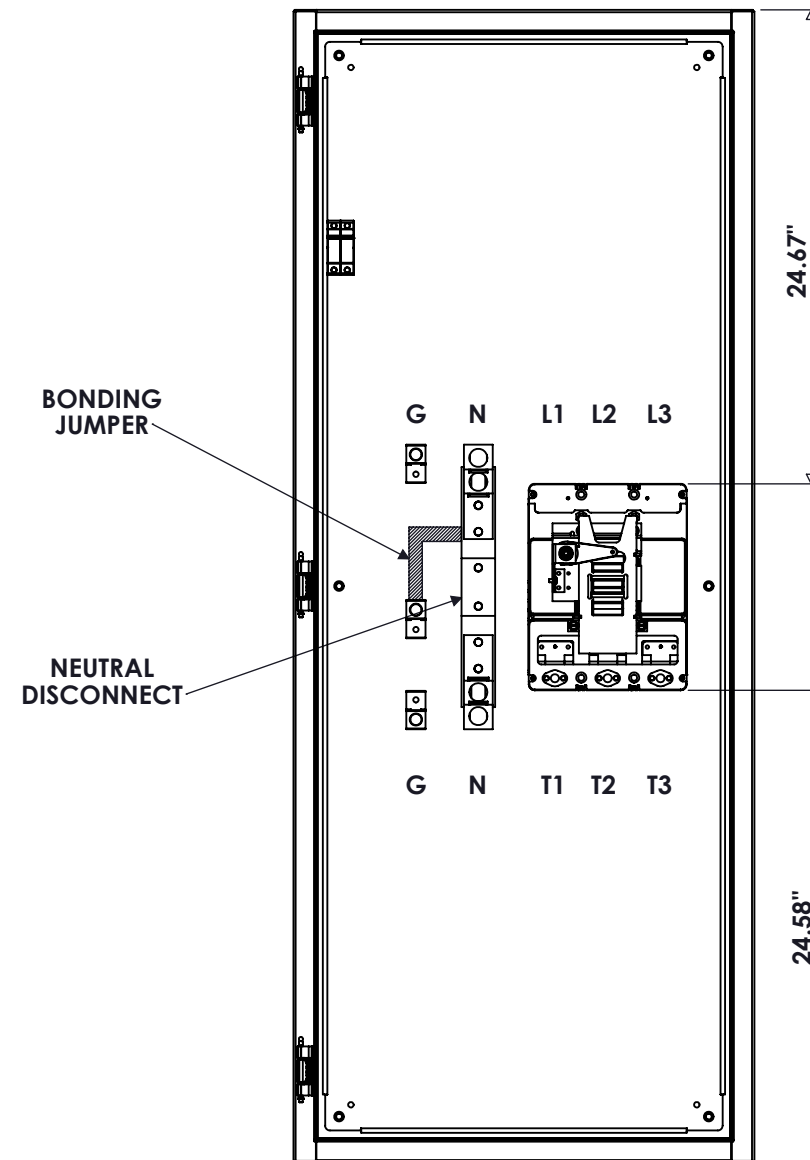 24.67"
BONDING
JUMPER
G N L1 L2 L3
NEUTRAL
DISCONNECT
G N T1 T2 T3
24.58"